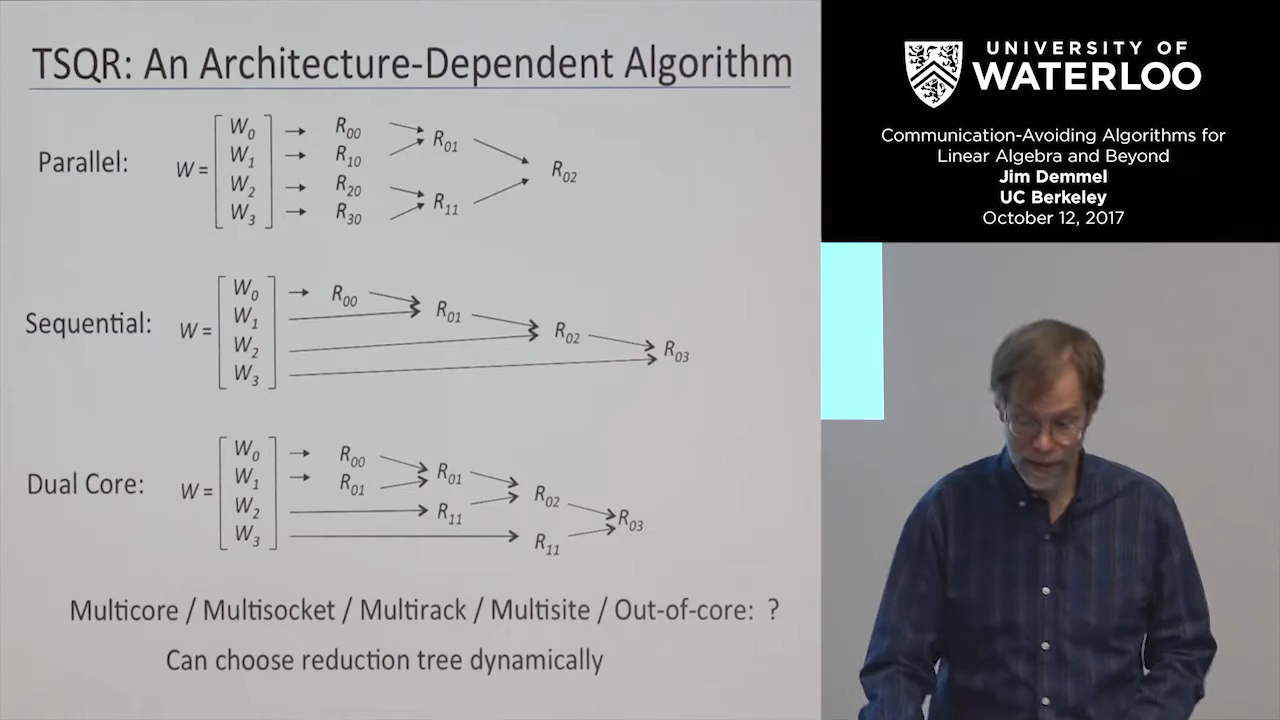 TSQR: An Architecture-Dependent Algorithm
Parallel:
W =
W0
W1
W2
W3
R00
R10
R20
R30
R01
R11
R02
Sequential:
W =
W0
W1
W2
W3
R00
R01
R02
R03
Dual Core:
W =
W0
W1
W2
W3
R00
R01
R01
R11
R02
R11
R03
Multicore / Multisocket / Multirack / Multisite / Out-of-core: ?
Can choose reduction tree dynamically
UNIVERSITY OF
WATERLOO
Communication-Avoiding Algorithms for
Linear Algebra and Beyond
Jim Demmel
UC Berkeley
October 12, 2017